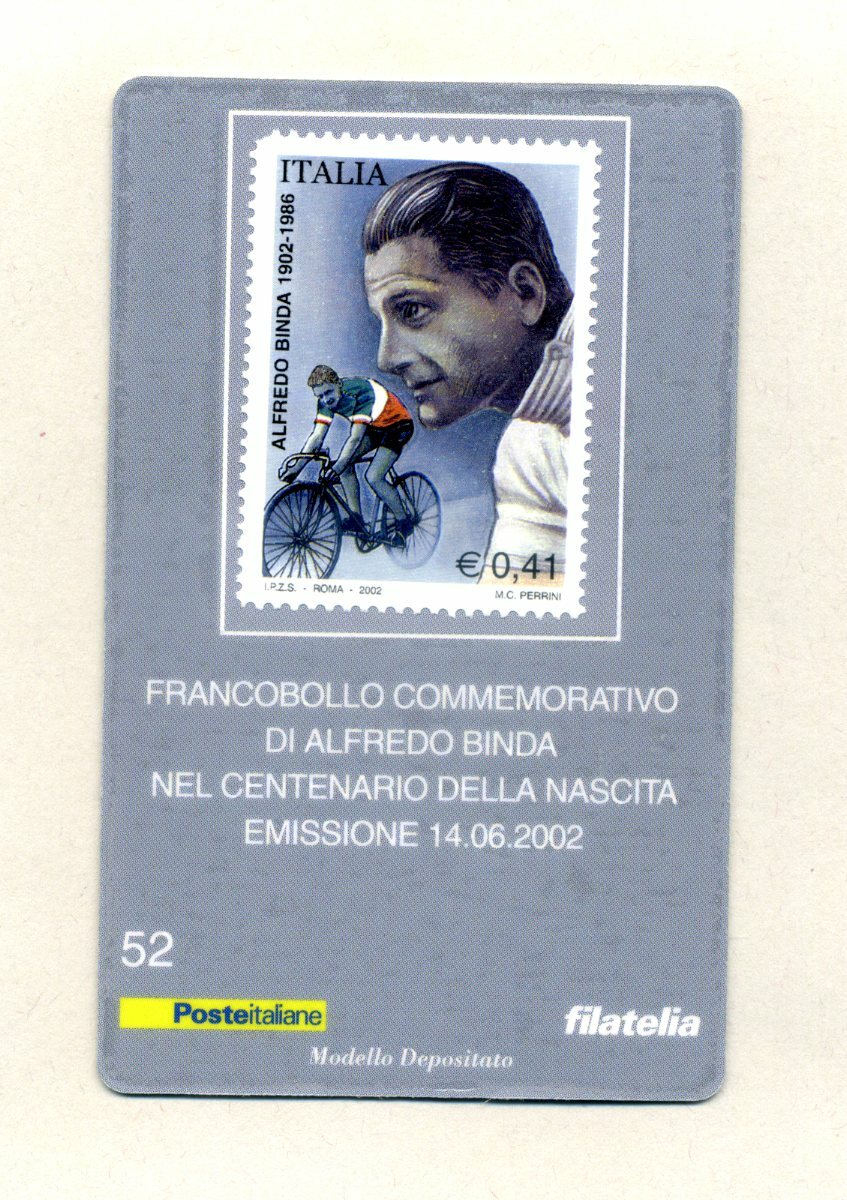 ITALIA
ALFREDO BINDA 1902-1986
€ 0,41
I.P.Z.S. - ROMA - 2002
M.C. PERRINI
FRANCOBOLLO COMMEMORATIVO
DI ALFREDO BINDA
NEL CENTENARIO DELLA NASCITA
EMISSIONE 14.06.2002
52
Posteitaliane
filatelia
Modello Depositato